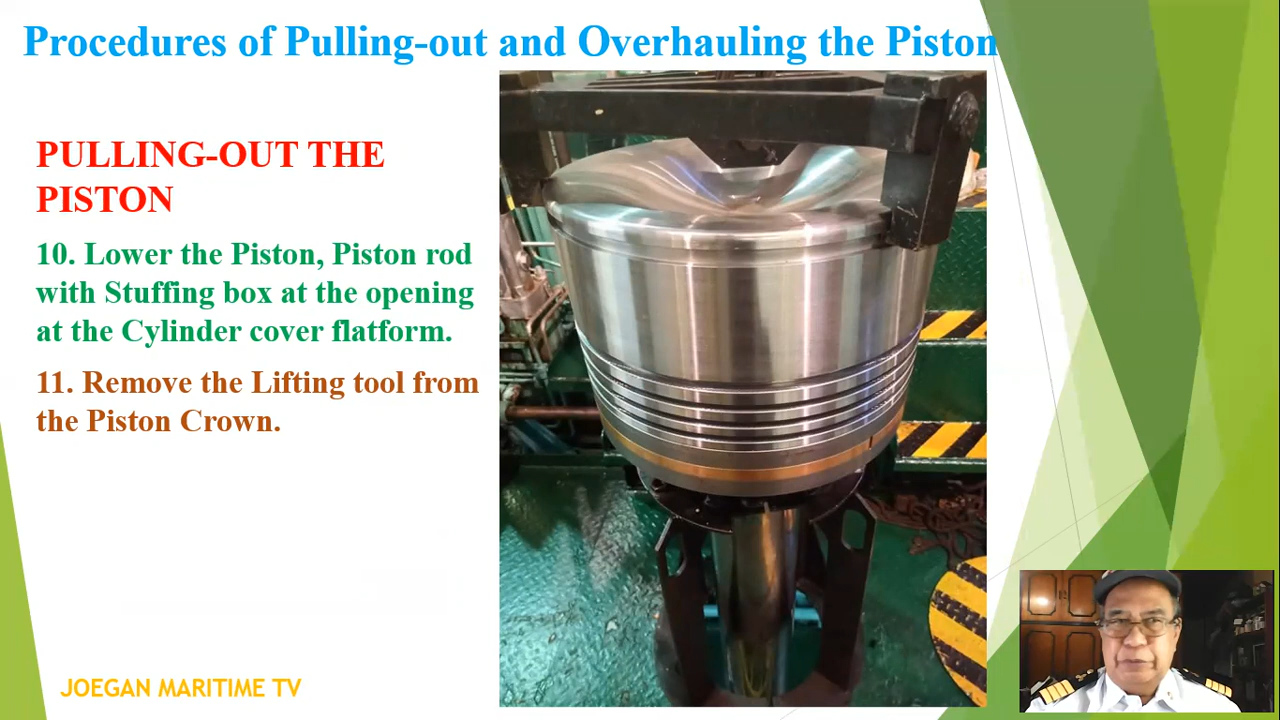 Procedures of Pulling-out and Overhauling the Piston
PULLING-OUT THE
PISTON
10. Lower the Piston, Piston rod
with Stuffing box at the opening
at the Cylinder cover flatform.
11. Remove the Lifting tool from
the Piston Crown.
JOEGAN MARITIME TV